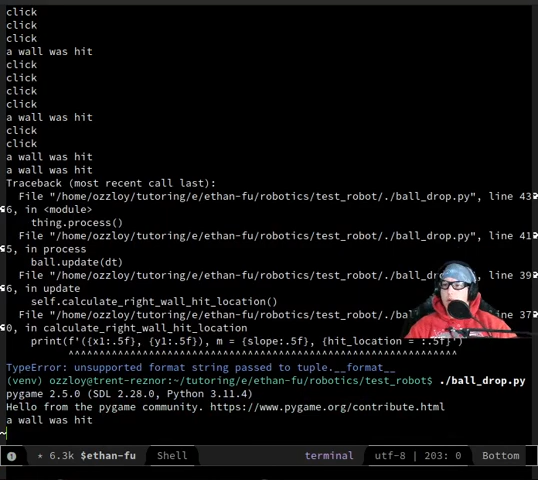 click
click
click
a wall was hit
click
click
click
click
a wall was hit
click
click
a wall was hit
a wall was hit
Traceback (most recent call last):
File "/home/ozzloy/tutoring/e/ethan-fu/robotics/test_robot/./ball_drop.py", line 43
6, in <module>
thing.process()
File "/home/ozzloy/tutoring/e/ethan-fu/robotics/test_robot/./ball_drop.py", line 41
5, in process
ball.update(dt)
File "/home/ozzloy/tutoring/e/ethan-fu/robotics/test_robot/./ball_drop.py", line 39
6, in update
self.calculate_right_wall_hit_location()
File "/home/ozzloy/tutoring/e/ethan-fu/robotics/test_robot/./ball_drop.py", line 37
0, in calculate_right_wall_hit_location
print(f'({x1:.5f}, {y1:.5f}), m = {slope:.5f}, {hit_location = :.5f}')
^^^^^^^^^^^^^^^^^^^^^^^^^^^^^^^^^^^^^^^^^^^^^^^^^^^^^^^^^^^^^^^^
TypeError: unsupported format string passed to tuple.__format__
(venv) ozzloy@trent-reznor:~/tutoring/e/ethan-fu/robotics/test_robot$ ./ball_drop.py
pygame 2.5.0 (SDL 2.28.0, Python 3.11.4)
Hello from the pygame community. https://www.pygame.org/contribute.html
a wall was hit
~
1 * 6.3k $ethan-fu Shell terminal utf-8 | 203: 0 Bottom